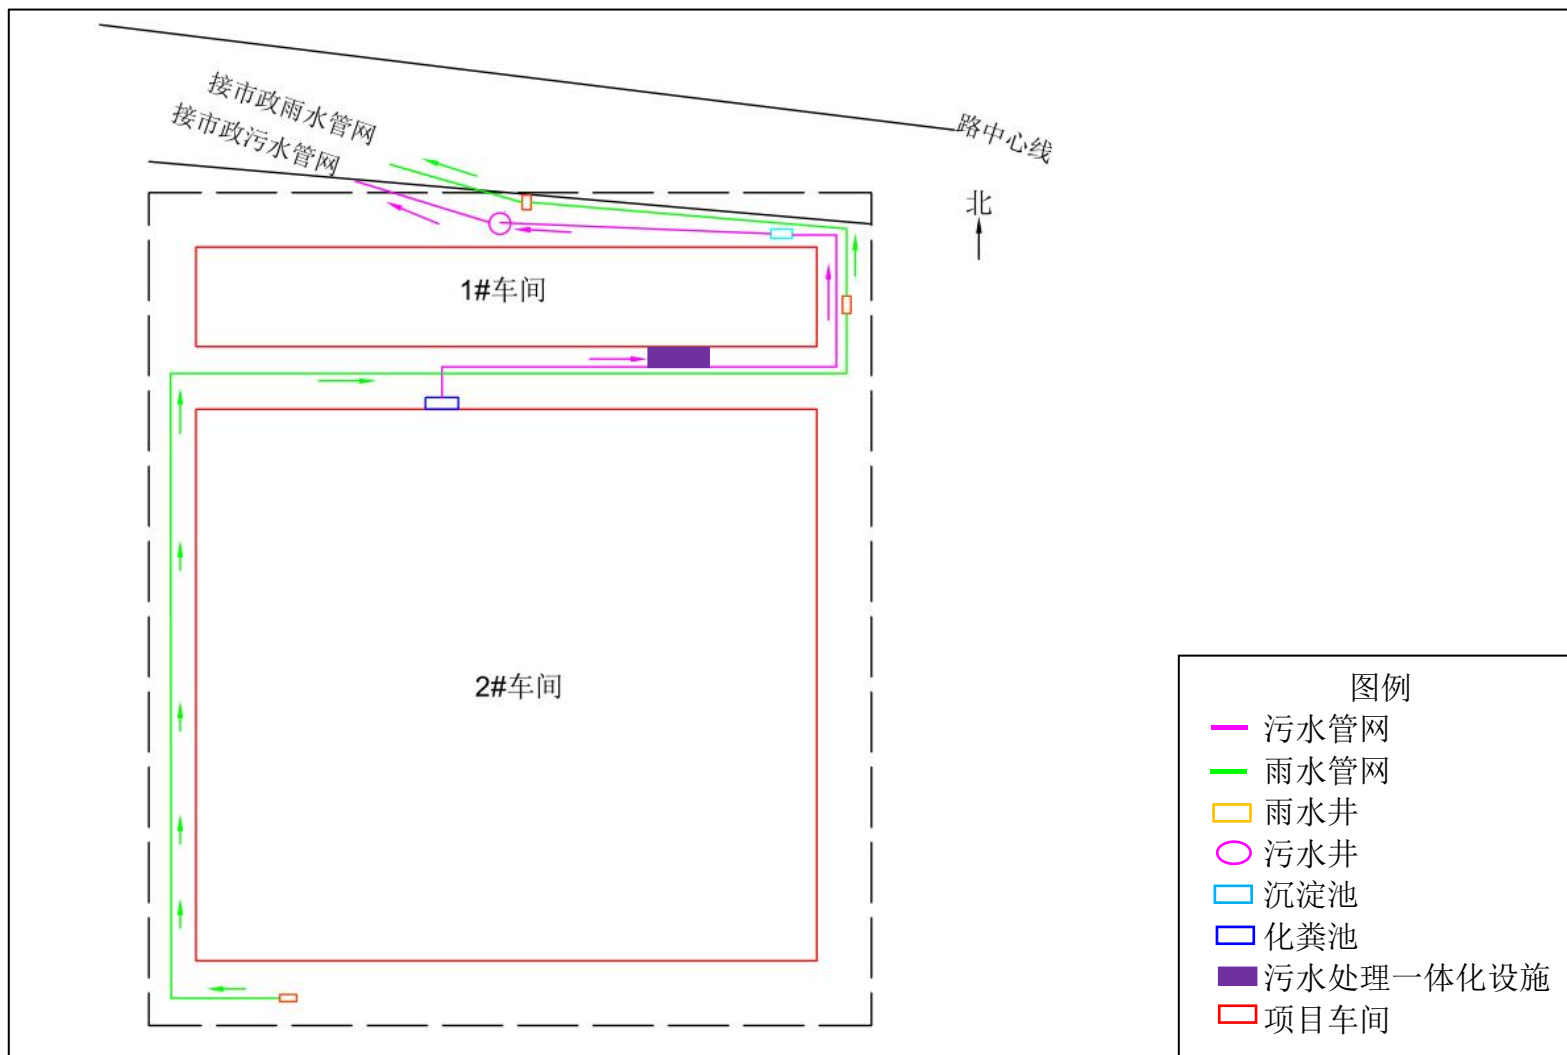 接市政雨水管网
接市政污水管网
路中心线
北
1#车间
2#车间
图例
污水管网
雨水管网
雨水井
污水井
沉淀池
化粪池
污水处理一体化设施
项目车间